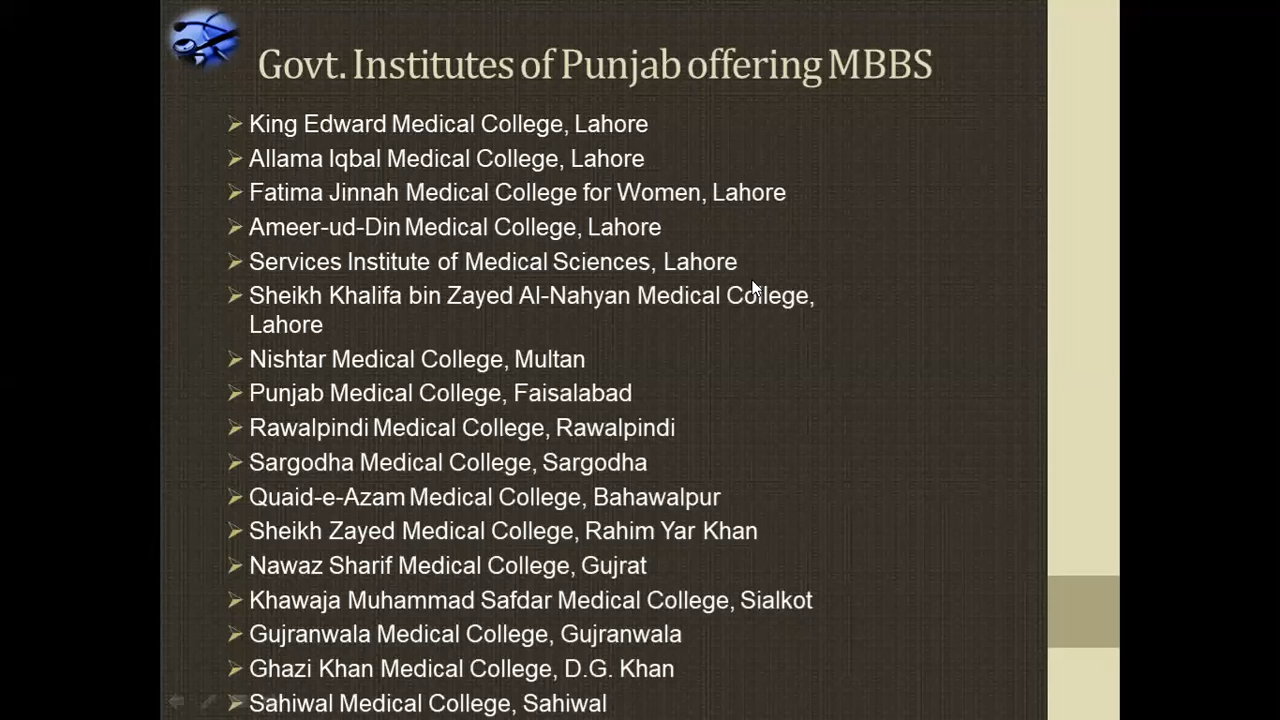 Govt. Institutes of Punjab offering MBBS
King Edward Medical College, Lahore
Allama Iqbal Medical College, Lahore
Fatima Jinnah Medical College for Women, Lahore
Ameer-ud-Din Medical College, Lahore
Services Institute of Medical Sciences, Lahore
Sheikh Khalifa bin Zayed Al-Nahyan Medical College,
Lahore
Nishtar Medical College, Multan
Punjab Medical College, Faisalabad
Rawalpindi Medical College, Rawalpindi
Sargodha Medical College, Sargodha
Quaid-e-Azam Medical College, Bahawalpur
Sheikh Zayed Medical College, Rahim Yar Khan
Nawaz Sharif Medical College, Gujrat
Khawaja Muhammad Safdar Medical College, Sialkot
Gujranwala Medical College, Gujranwala
Ghazi Khan Medical College, D.G. Khan
Sahiwal Medical College, Sahiwal